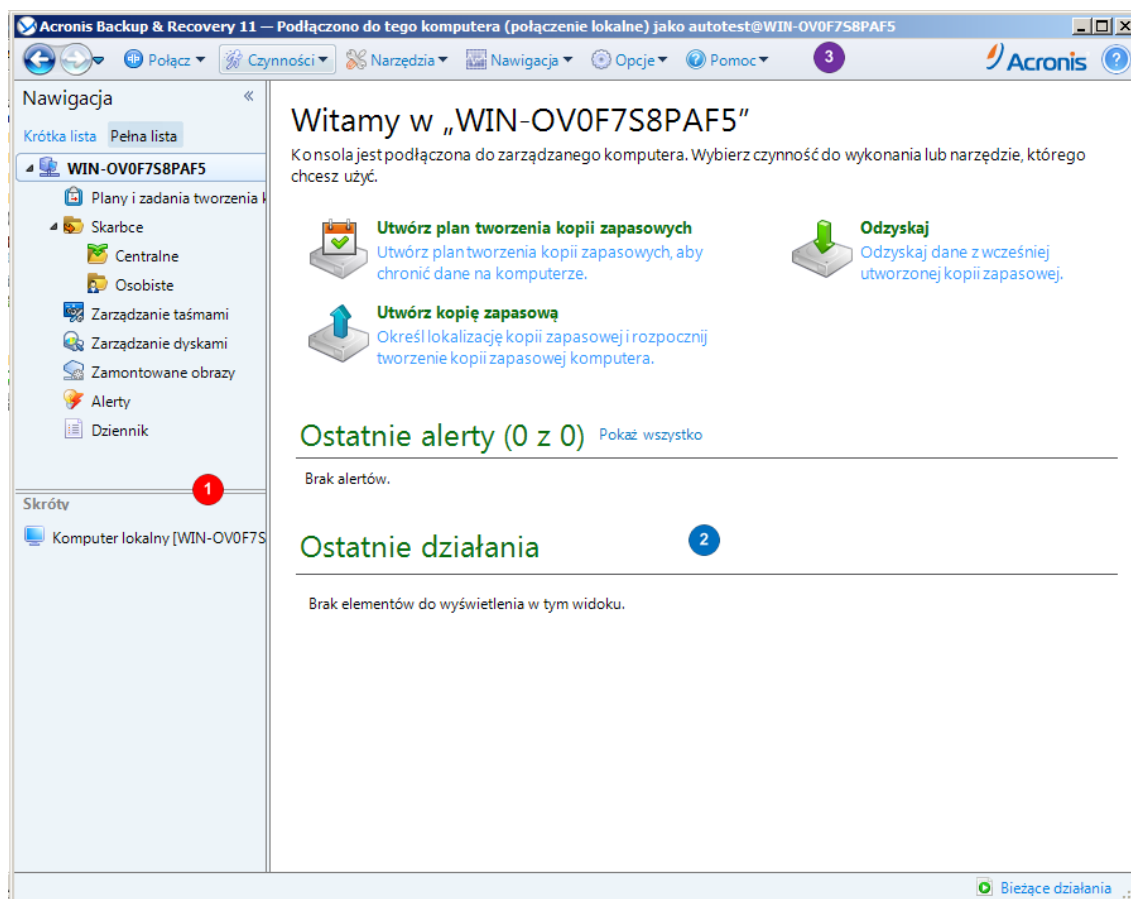 Acronis Backup & Recovery 11 — Podłączono do tego komputera (połączenie lokalne) jako autotest@WIN-OV0F7S8PAF5
Połącz Czynności Narzędzia Nawigacja Opcje Pomoc 3 Acronis ?
Nawigacja «
Krótka lista Pełna lista
WIN-OV0F7S8PAF5
Plany i zadania tworzenia k
Skarbce
Centralne
Osobiste
Zarządzanie taśmami
Zarządzanie dyskami
Zamontowane obrazy
Alerty
Dziennik
1
Skróty
Komputer lokalny [WIN-OV0F7S
Witamy w „WIN-OV0F7S8PAF5”
Konsola jest podłączona do zarządzanego komputera. Wybierz czynność do wykonania lub narzędzie, którego
chcesz użyć.
Utwórz plan tworzenia kopii zapasowych
Utwórz plan tworzenia kopii zapasowych, aby
chronić dane na komputerze.
Odzyskaj
Odzyskaj dane z wcześniej
utworzonej kopii zapasowej.
Utwórz kopię zapasową
Określ lokalizację kopii zapasowej i rozpocznij
tworzenie kopii zapasowej komputera.
Ostatnie alerty (0 z 0) Pokaż wszystko
Brak alertów.
Ostatnie działania 2
Brak elementów do wyświetlenia w tym widoku.
Bieżące działania